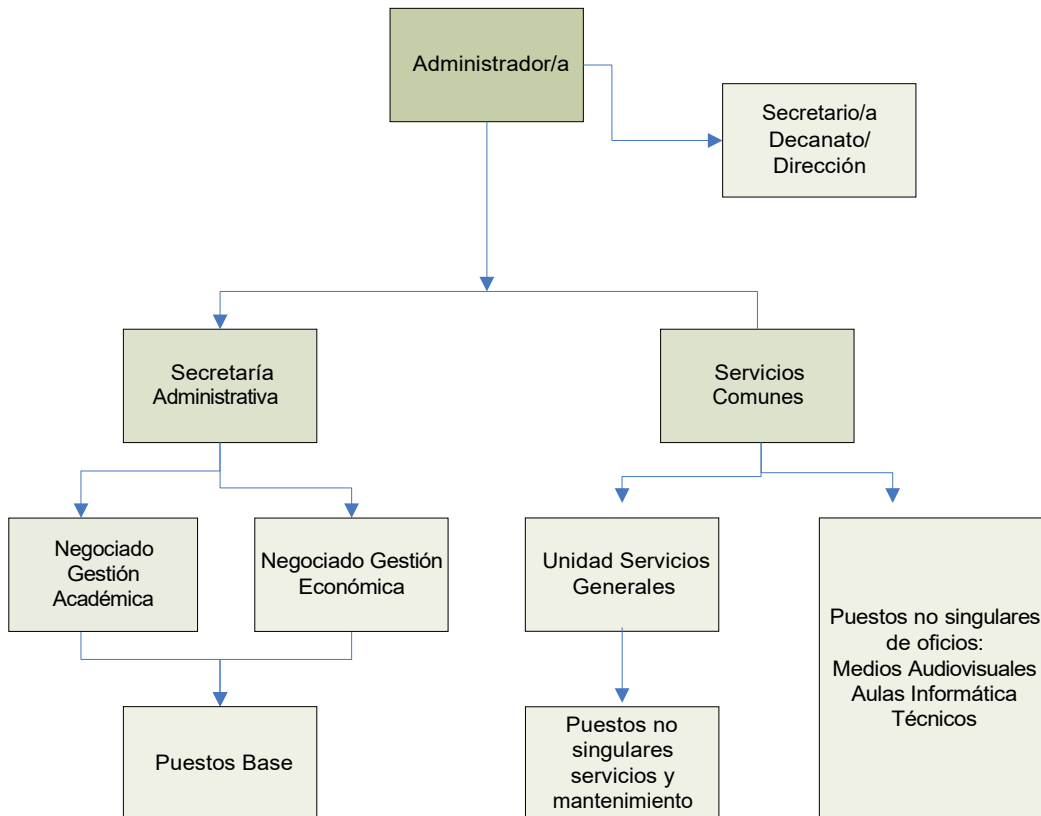 Administrador/a
Secretario/a
Decanato/
Dirección
Secretaría
Administrativa
Servicios
Comunes
Negociado
Gestión
Académica
Negociado Gestión
Económica
Unidad Servicios
Generales
Puestos no singulares
de oficios:
Medios Audiovisuales
Aulas Informática
Técnicos
Puestos Base
Puestos no
singulares
servicios y
mantenimiento